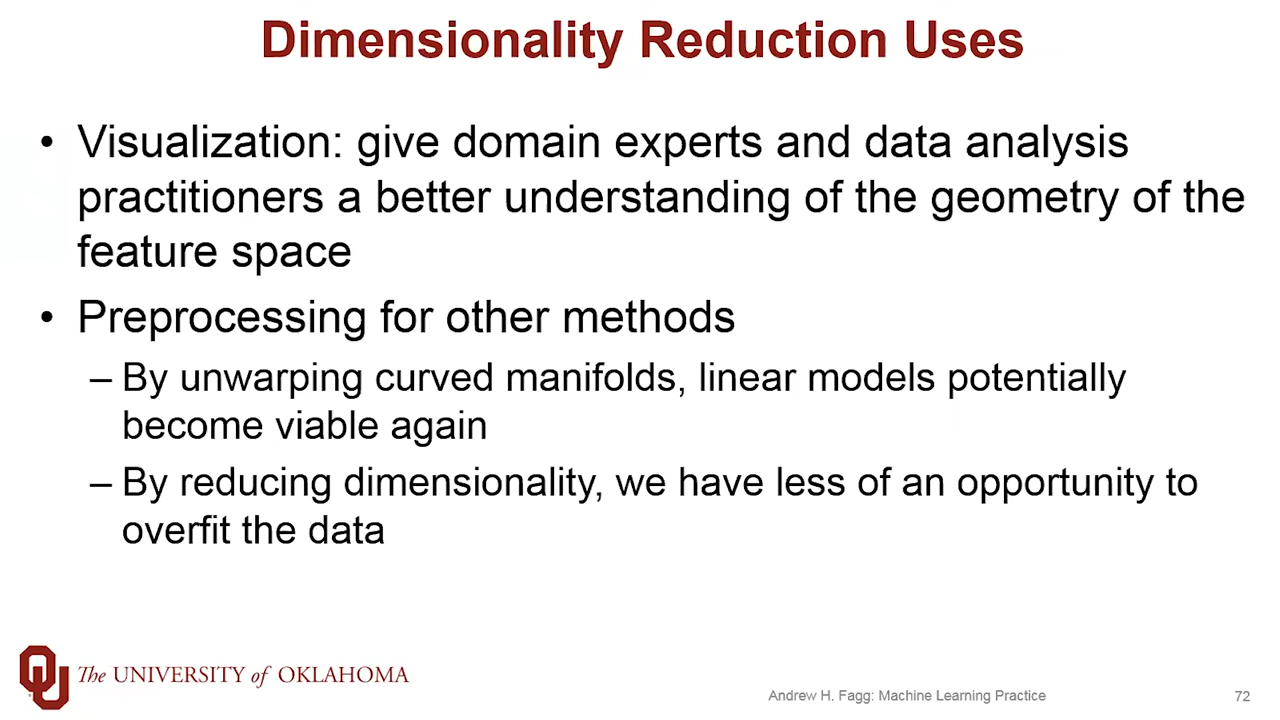 Dimensionality Reduction Uses
• Visualization: give domain experts and data analysis
practitioners a better understanding of the geometry of the
feature space
• Preprocessing for other methods
– By unwarping curved manifolds, linear models potentially
become viable again
– By reducing dimensionality, we have less of an opportunity to
overfit the data
OU The UNIVERSITY of OKLAHOMA
Andrew H. Fagg: Machine Learning Practice
72